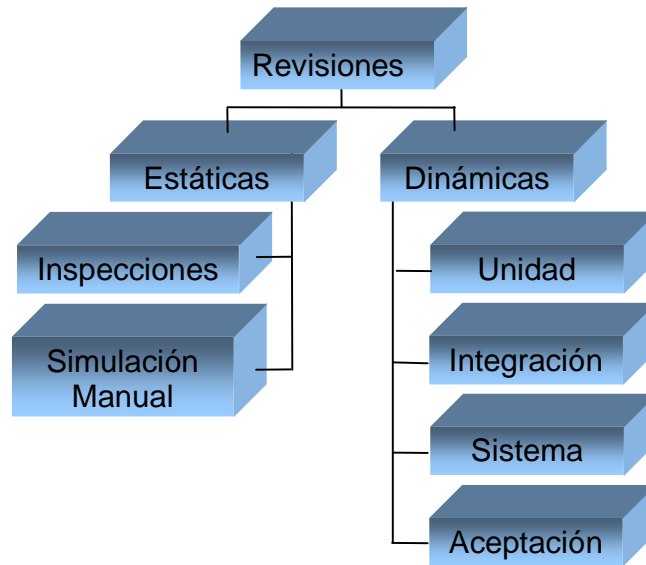 Revisiones
Estáticas
Dinámicas
Inspecciones
Simulación
Manual
Unidad
Integración
Sistema
Aceptación